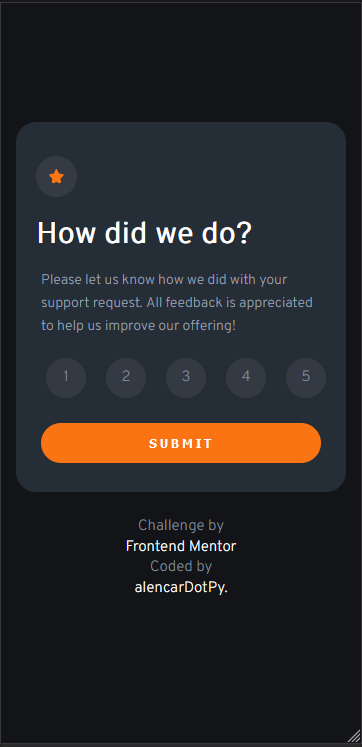 How did we do?
Please let us know how we did with your
support request. All feedback is appreciated
to help us improve our offering!
1 2 3 4 5
SUBMIT
Challenge by
Frontend Mentor
Coded by
alencarDotPy.